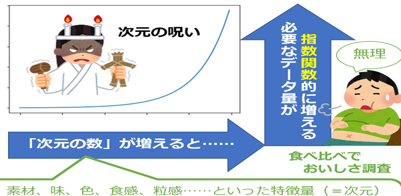 次元の呪い
指数関数的に増える
必要なデータ量が
無理
「次元の数」が増えると……
食べ比べで
おいしさ調査
素材、味、色、食感、粒感……といった特徴量（＝次元）